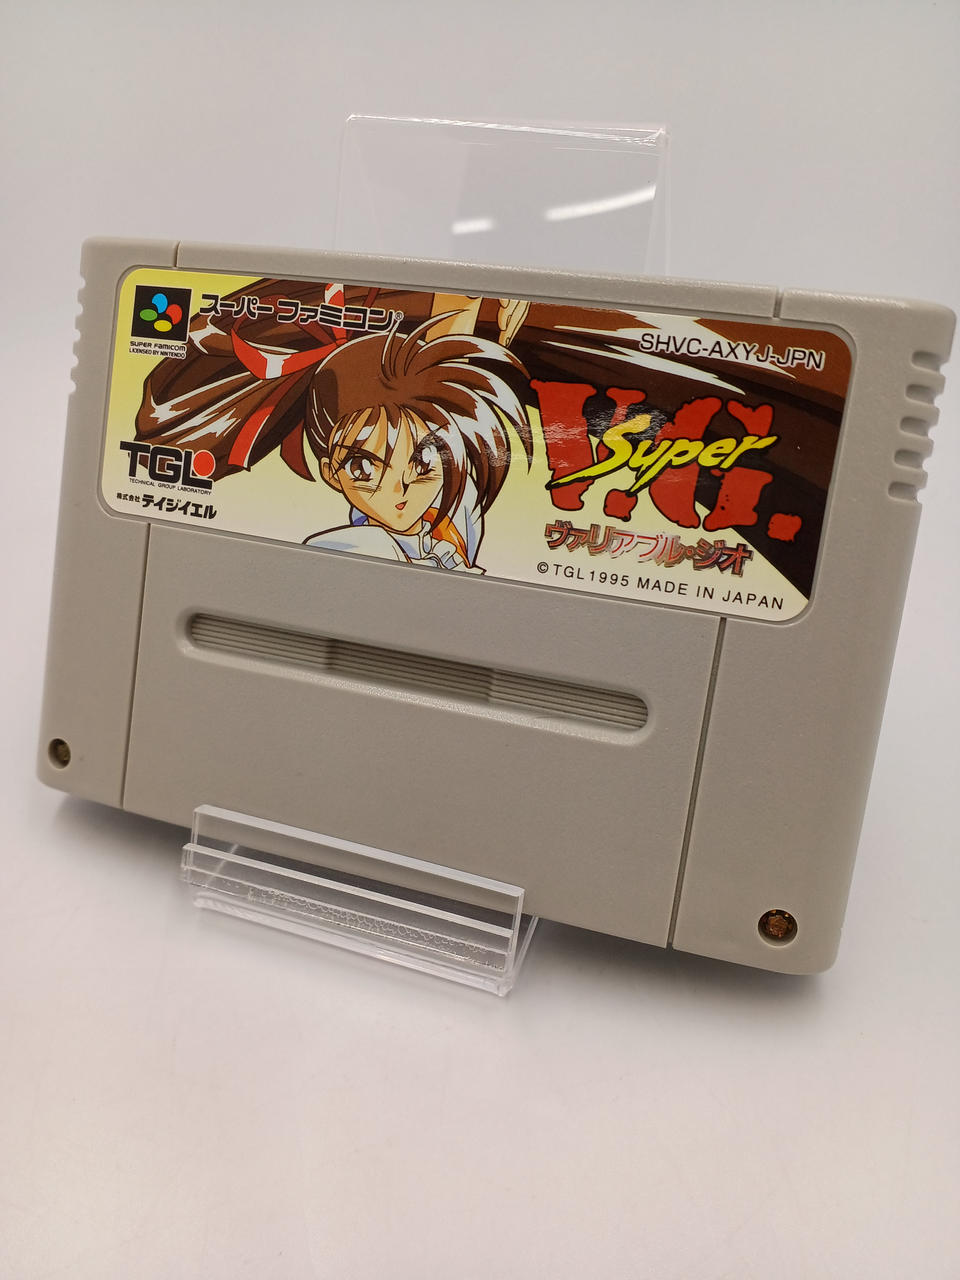 スーパーファミコン®
SUPER FAMICOM
LICENSED BY NINTENDO
SHVC-AXYJ-JPN
V.G.
Super
ヴァリアブル・ジオ
TGL
TECHNICAL GROUP LABORATORY
株式会社 テイジイエル
©TGL1995 MADE IN JAPAN